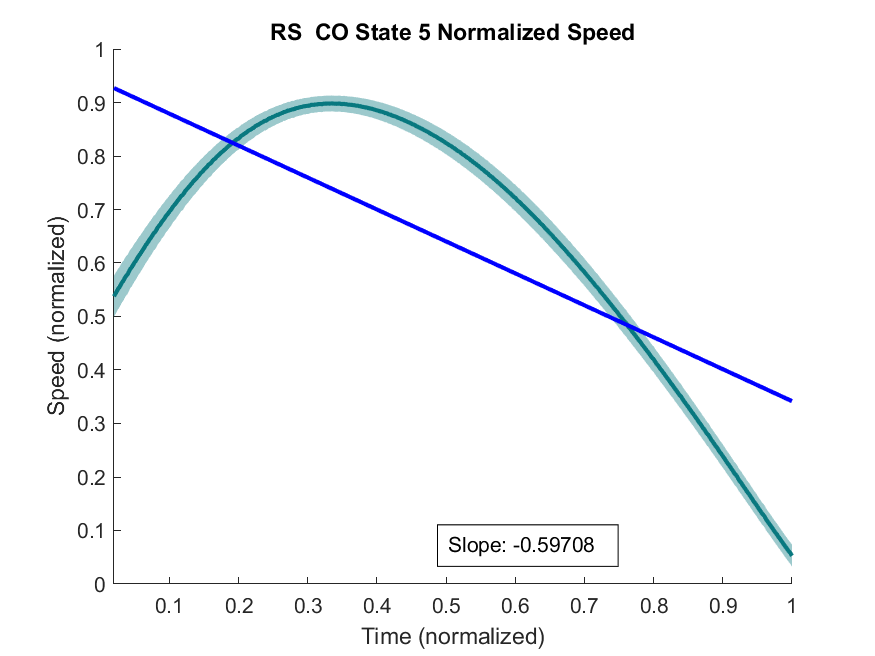 RS  CO State 5 Normalized Speed
1
0.9
0.8
0.7
0.6
0.5
0.4
0.3
0.2
0.1
0
Speed (normalized)
Slope: -0.59708
0.1 0.2 0.3 0.4 0.5 0.6 0.7 0.8 0.9 1
Time (normalized)